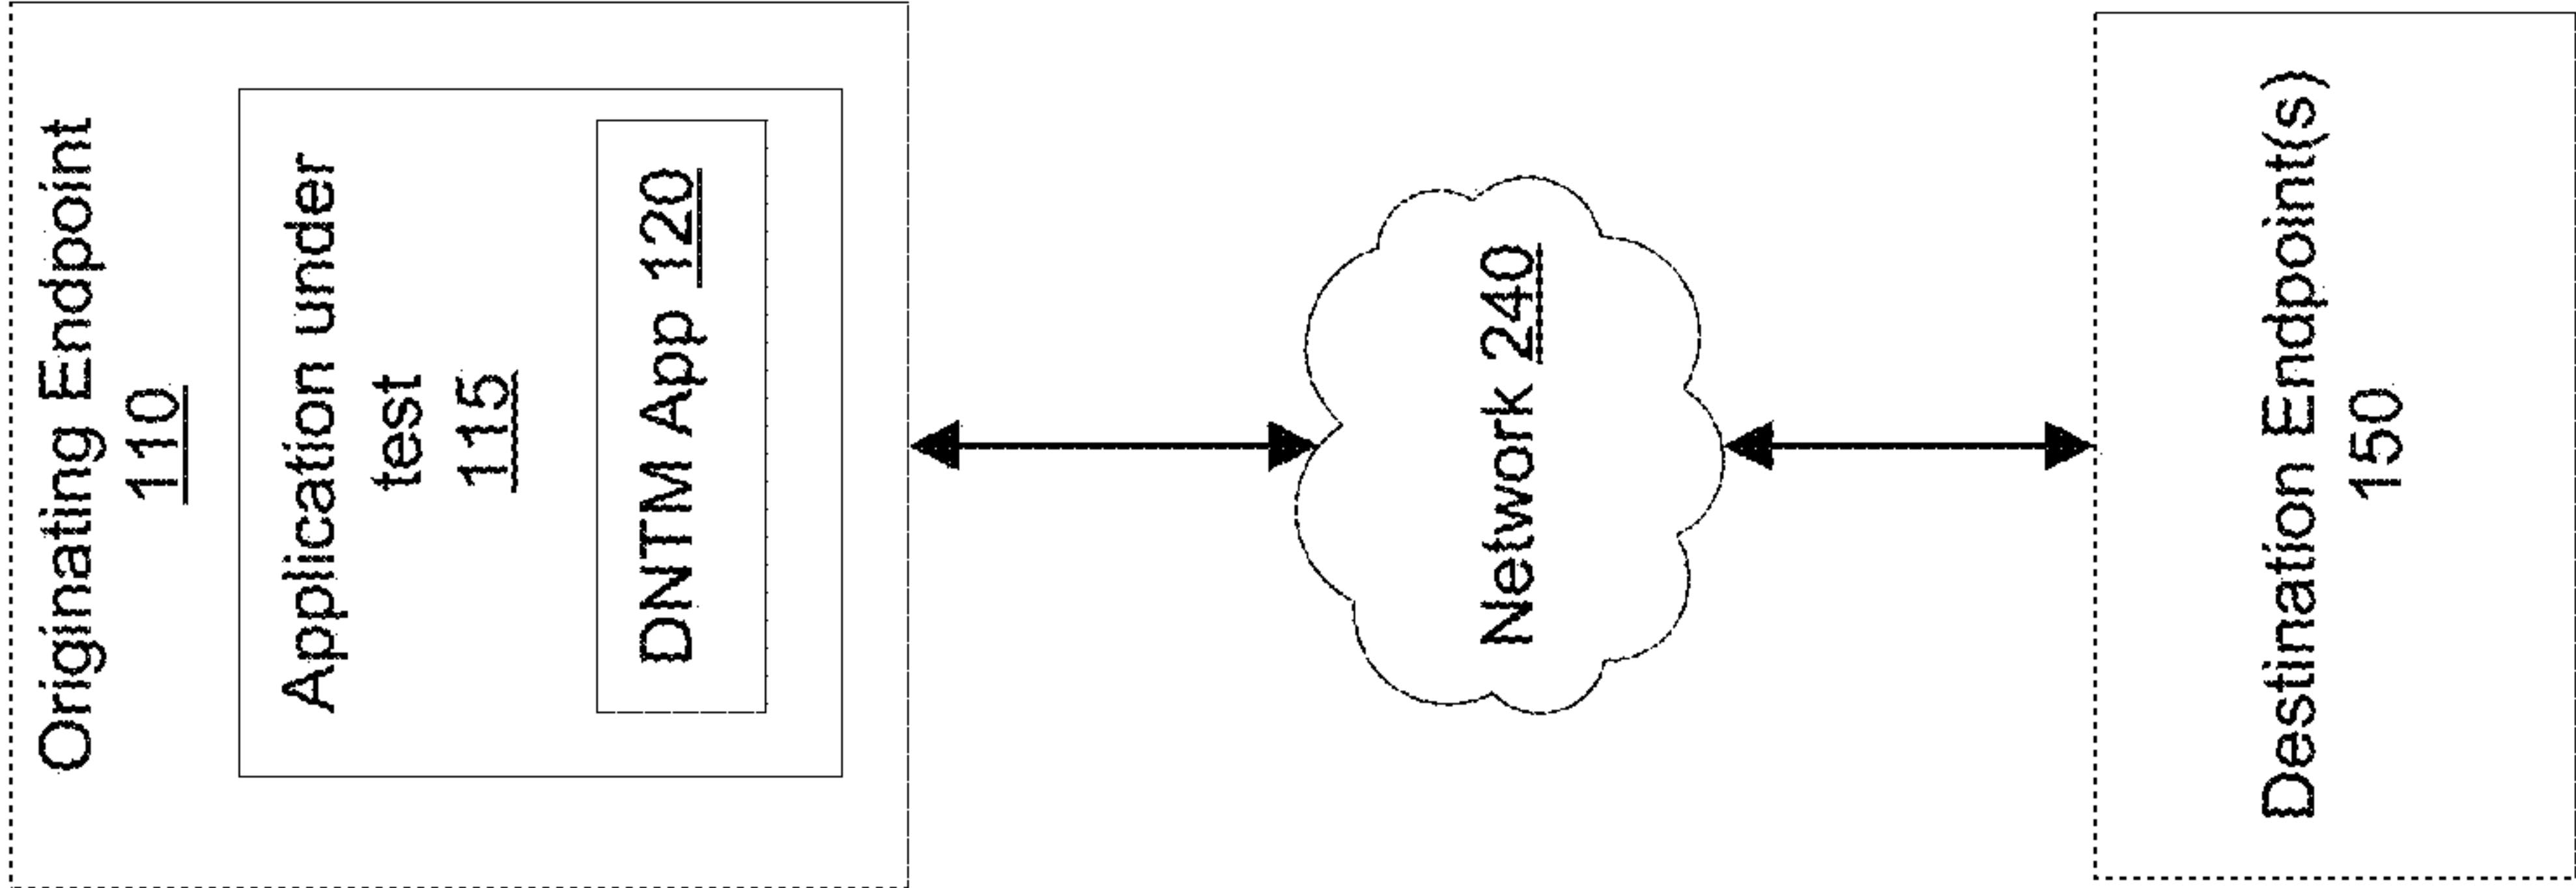 Originating Endpoint
110
Application under
test
115
DNTM App 120
Network 240
Destination Endpoint(s)
150